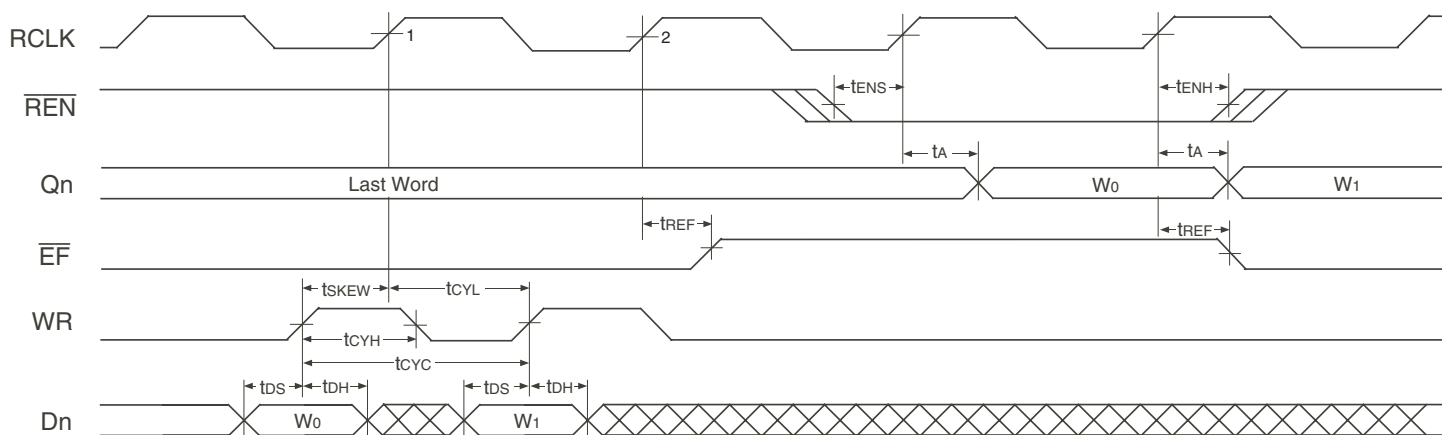 RCLK 1 2
REN tENS tENH
tA tA
Qn Last Word W0 W1
tREF tREF
EF
tSKEW tCYL
WR
tCYH
tCYC
tDS tDH tDS tDH
Dn W0 W1